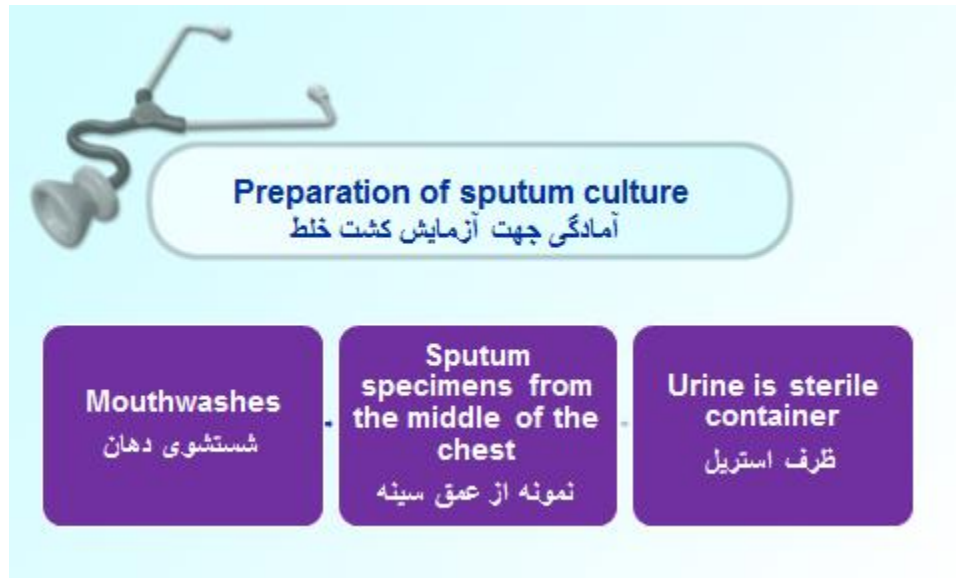 Preparation of sputum culture
آمادگی جهت آزمایش کشت خلط
Mouthwashes
شستشوی دهان
Sputum
specimens from
the middle of the
chest
نمونه از عمق سینه
Urine is sterile
container
ظرف استریل